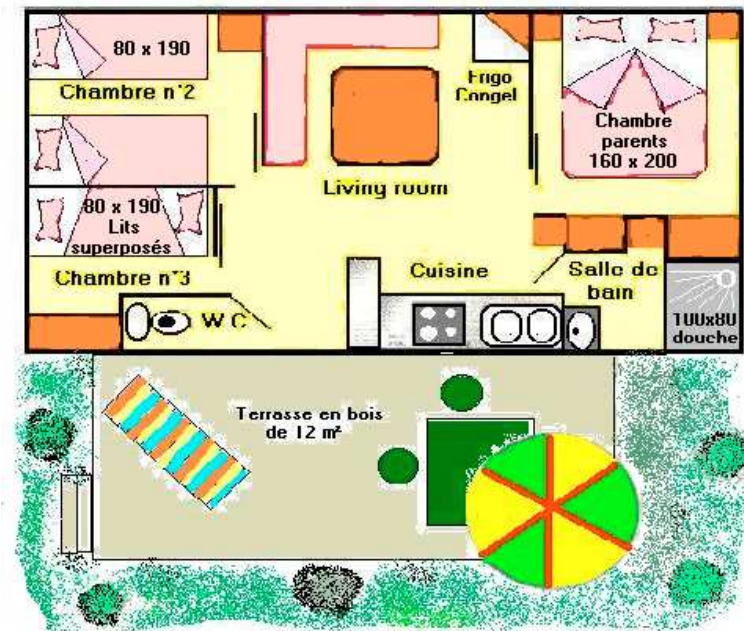 80 x 190
Chambre n°2
Frigo
Congel
Chambre
parents
160 x 200
Living room
80 x 190
Lits
superposés
Chambre n°3
Cuisine
Salle de
bain
W C
100x80
douche
Terrasse en bois
de 12 m²